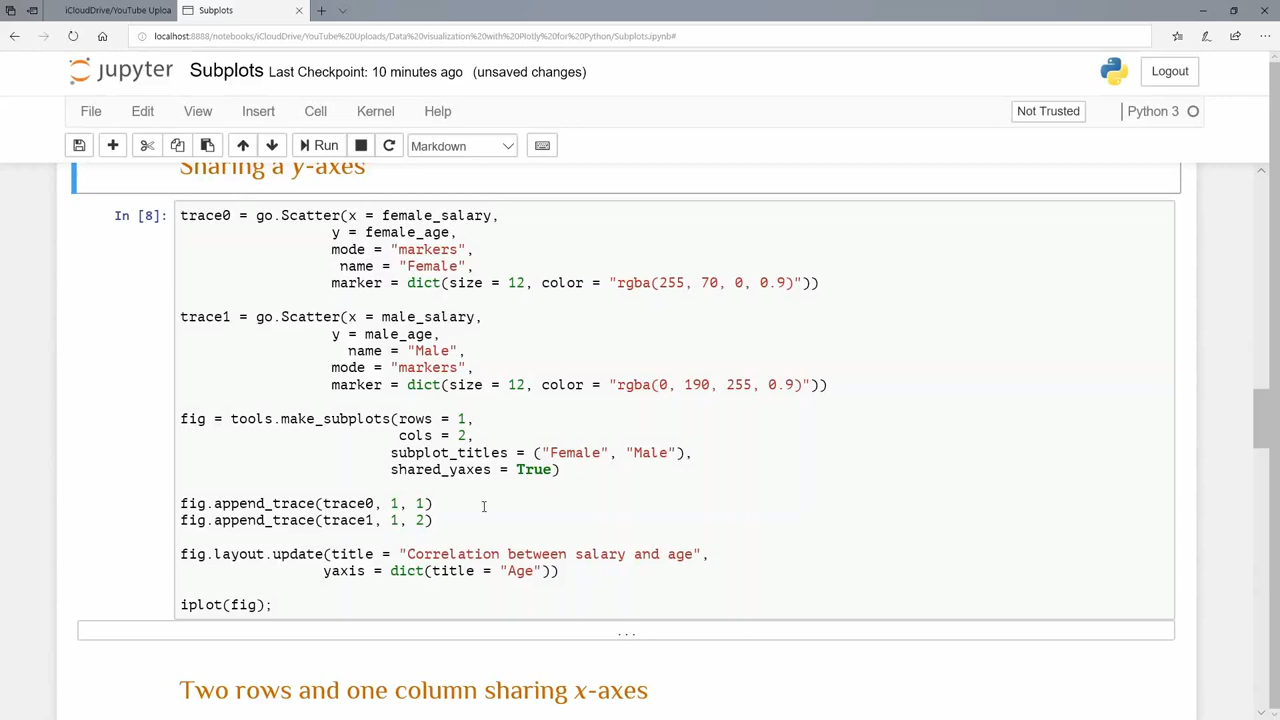 iCloudDrive/YouTube Uploa
Subplots
localhost:8888/notebooks/iCloudDrive/YouTube%20Uploads/Data%20visualization%20with%20Plotly%20for%20Python/Subplots.ipynb#
jupyter Subplots Last Checkpoint: 10 minutes ago (unsaved changes)
Logout
File Edit View Insert Cell Kernel Help
Not Trusted
Python 3
Run
Markdown
Sharing a y-axes
In [8]:
trace0 = go.Scatter(x = female_salary,
y = female_age,
mode = "markers",
name = "Female",
marker = dict(size = 12, color = "rgba(255, 70, 0, 0.9)"))
trace1 = go.Scatter(x = male_salary,
y = male_age,
name = "Male",
mode = "markers",
marker = dict(size = 12, color = "rgba(0, 190, 255, 0.9)"))
fig = tools.make_subplots(rows = 1,
cols = 2,
subplot_titles = ("Female", "Male"),
shared_yaxes = True)
fig.append_trace(trace0, 1, 1)
fig.append_trace(trace1, 1, 2)
fig.layout.update(title = "Correlation between salary and age",
yaxis = dict(title = "Age"))
iplot(fig);
...
Two rows and one column sharing x-axes